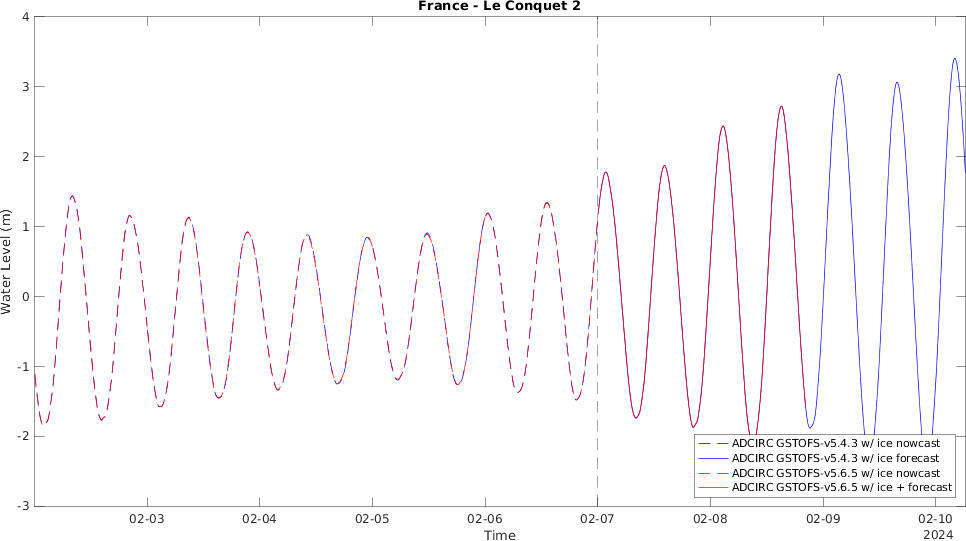 France - Le Conquet 2
4
3
2
1
0
-1
-2
-3
Water Level (m)
02-03
02-04
02-05
02-06
02-07
02-08
02-09
02-10
Time
2024
ADCIRC GSTOFS-v5.4.3 w/ ice nowcast
ADCIRC GSTOFS-v5.4.3 w/ ice forecast
ADCIRC GSTOFS-v5.6.5 w/ ice nowcast
ADCIRC GSTOFS-v5.6.5 w/ ice + forecast